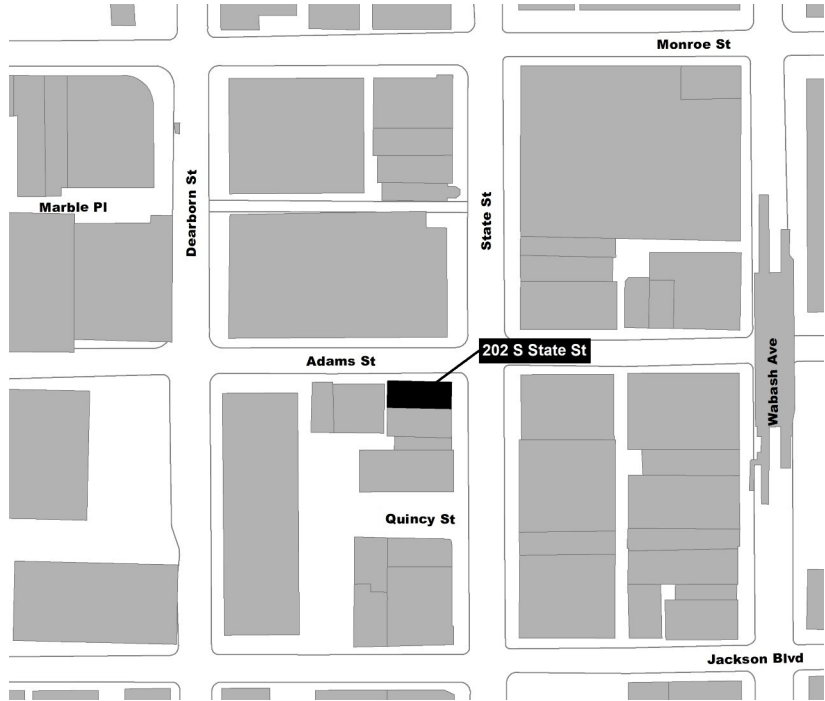 Monroe St
Marble Pl
Dearborn St
State St
202 S State St
Adams St
Wabash Ave
Quincy St
Jackson Blvd